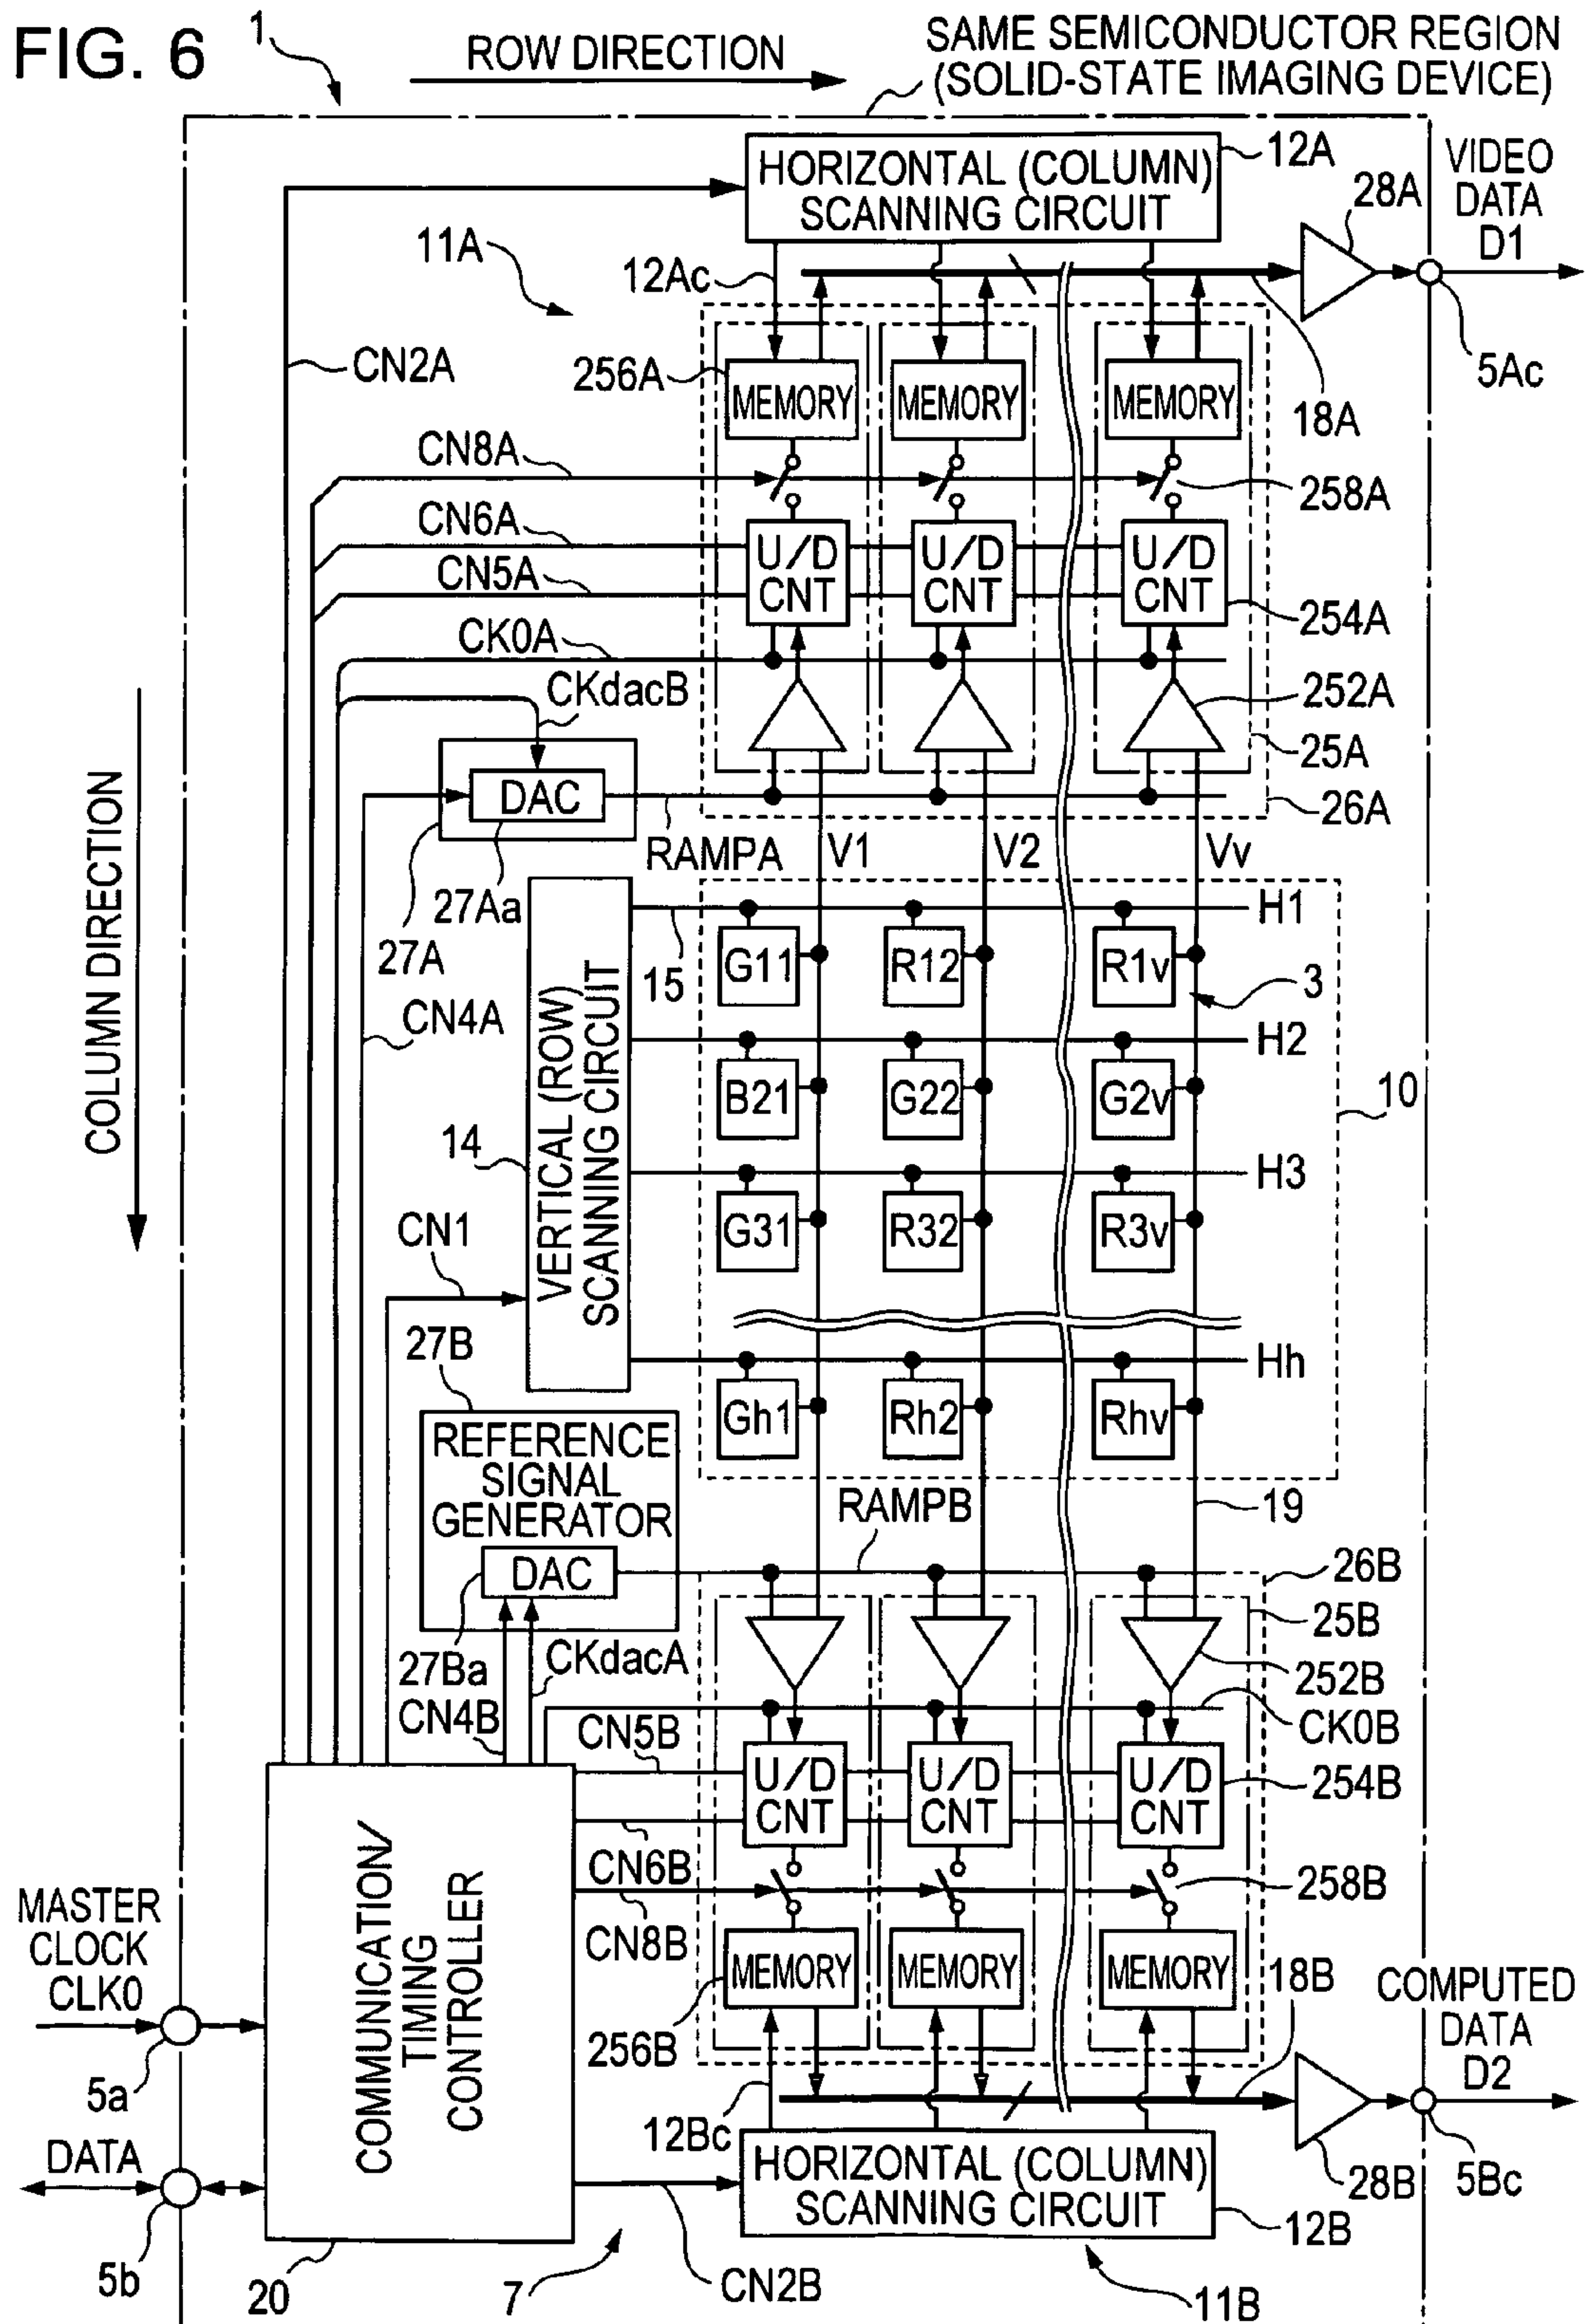 FIG. 6
1
ROW DIRECTION
SAME SEMICONDUCTOR REGION
(SOLID-STATE IMAGING DEVICE)
HORIZONTAL (COLUMN)
SCANNING CIRCUIT
12A
28A
VIDEO
DATA
D1
11A
12Ac
CN2A
256A
MEMORY
MEMORY
MEMORY
18A
5Ac
CN8A
258A
CN6A
U/D
CNT
U/D
CNT
U/D
CNT
CN5A
254A
CK0A
CKdacB
252A
25A
DAC
26A
RAMPA
V1
V2
Vv
27Aa
27A
COLUMN DIRECTION
15
H1
G11
R12
R1v
3
CN4A
H2
VERTICAL (ROW)
SCANNING CIRCUIT
B21
G22
G2v
10
14
H3
G31
R32
R3v
CN1
27B
Hh
Gh1
Rh2
Rhv
REFERENCE
SIGNAL
GENERATOR
RAMPB
19
DAC
26B
25B
27Ba
CKdacA
252B
CN4B
CN5B
CK0B
U/D
CNT
U/D
CNT
U/D
CNT
254B
CN6B
258B
MASTER
CLOCK
CLK0
COMMUNICATION/
TIMING
CONTROLLER
CN8B
MEMORY
MEMORY
MEMORY
18B
COMPUTED
DATA
D2
256B
5a
12Bc
DATA
HORIZONTAL (COLUMN)
SCANNING CIRCUIT
28B
5Bc
12B
5b
20
7
CN2B
11B